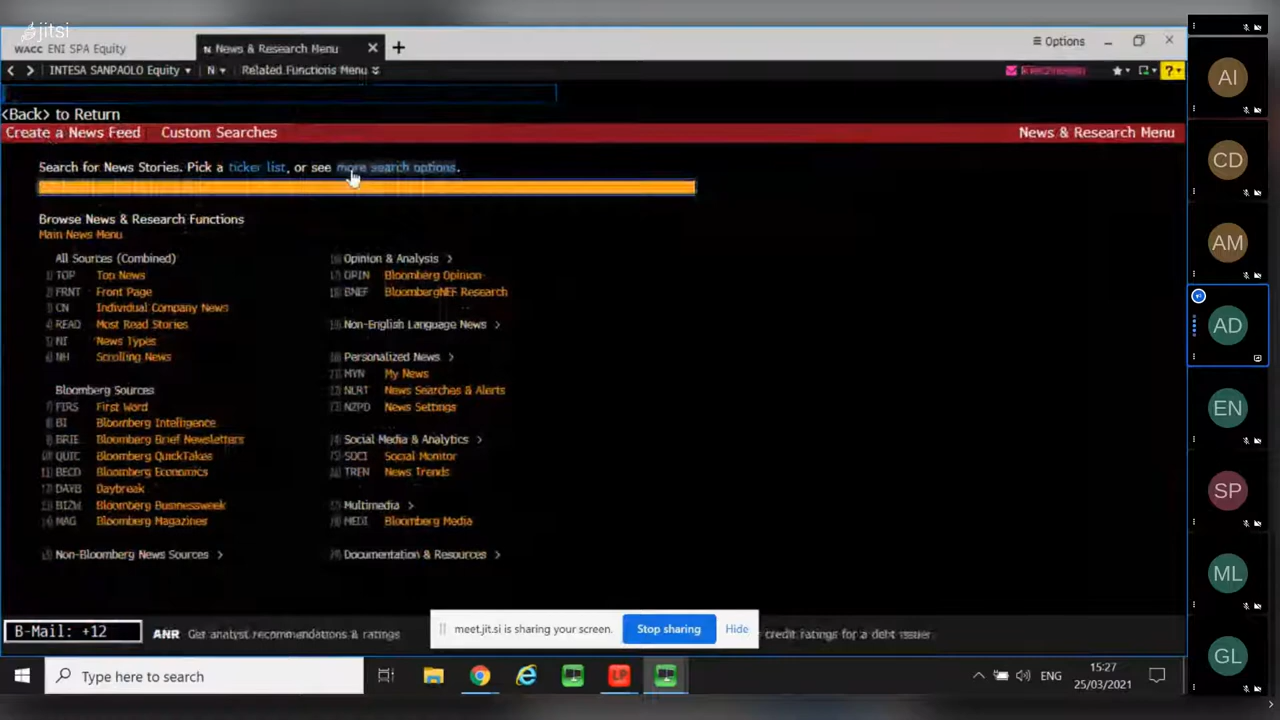 jitsi
WACC ENI SPA Equity
N News & Research Menu
Options
INTESA SANPAOLO Equity
N
Related Functions Menu
<Back> to Return
Create a News Feed
Custom Searches
News & Research Menu
Search for News Stories. Pick a ticker list, or see more search options.
Browse News & Research Functions
Main News Menu
All Sources (Combined)
TOP Top News
FRNT Front Page
CN Individual Company News
READ Most Read Stories
NI News Types
NH Scrolling News
Bloomberg Sources
FIRS First Word
BI Bloomberg Intelligence
BRIE Bloomberg Brief Newsletters
QUIC Bloomberg QuickTakes
BECO Bloomberg Economics
DAYB Daybreak
BIZW Bloomberg Businessweek
MAG Bloomberg Magazines
Non-Bloomberg News Sources >
Opinion & Analysis >
OPIN Bloomberg Opinion
BNEF BloombergNEF Research
Non-English Language News >
Personalized News >
MYN My News
NLRT News Searches & Alerts
NZPD News Settings
Social Media & Analytics >
SOCI Social Monitor
TREN News Trends
Multimedia >
MEDI Bloomberg Media
Documentation & Resources >
B-Mail: +12
ANR Get analyst recommendations & ratings
credit ratings for a debt issuer
meet.jit.si is sharing your screen.
Stop sharing
Hide
Type here to search
LP
ENG
15:27
25/03/2021
AI
CD
AM
AD
EN
SP
ML
GL